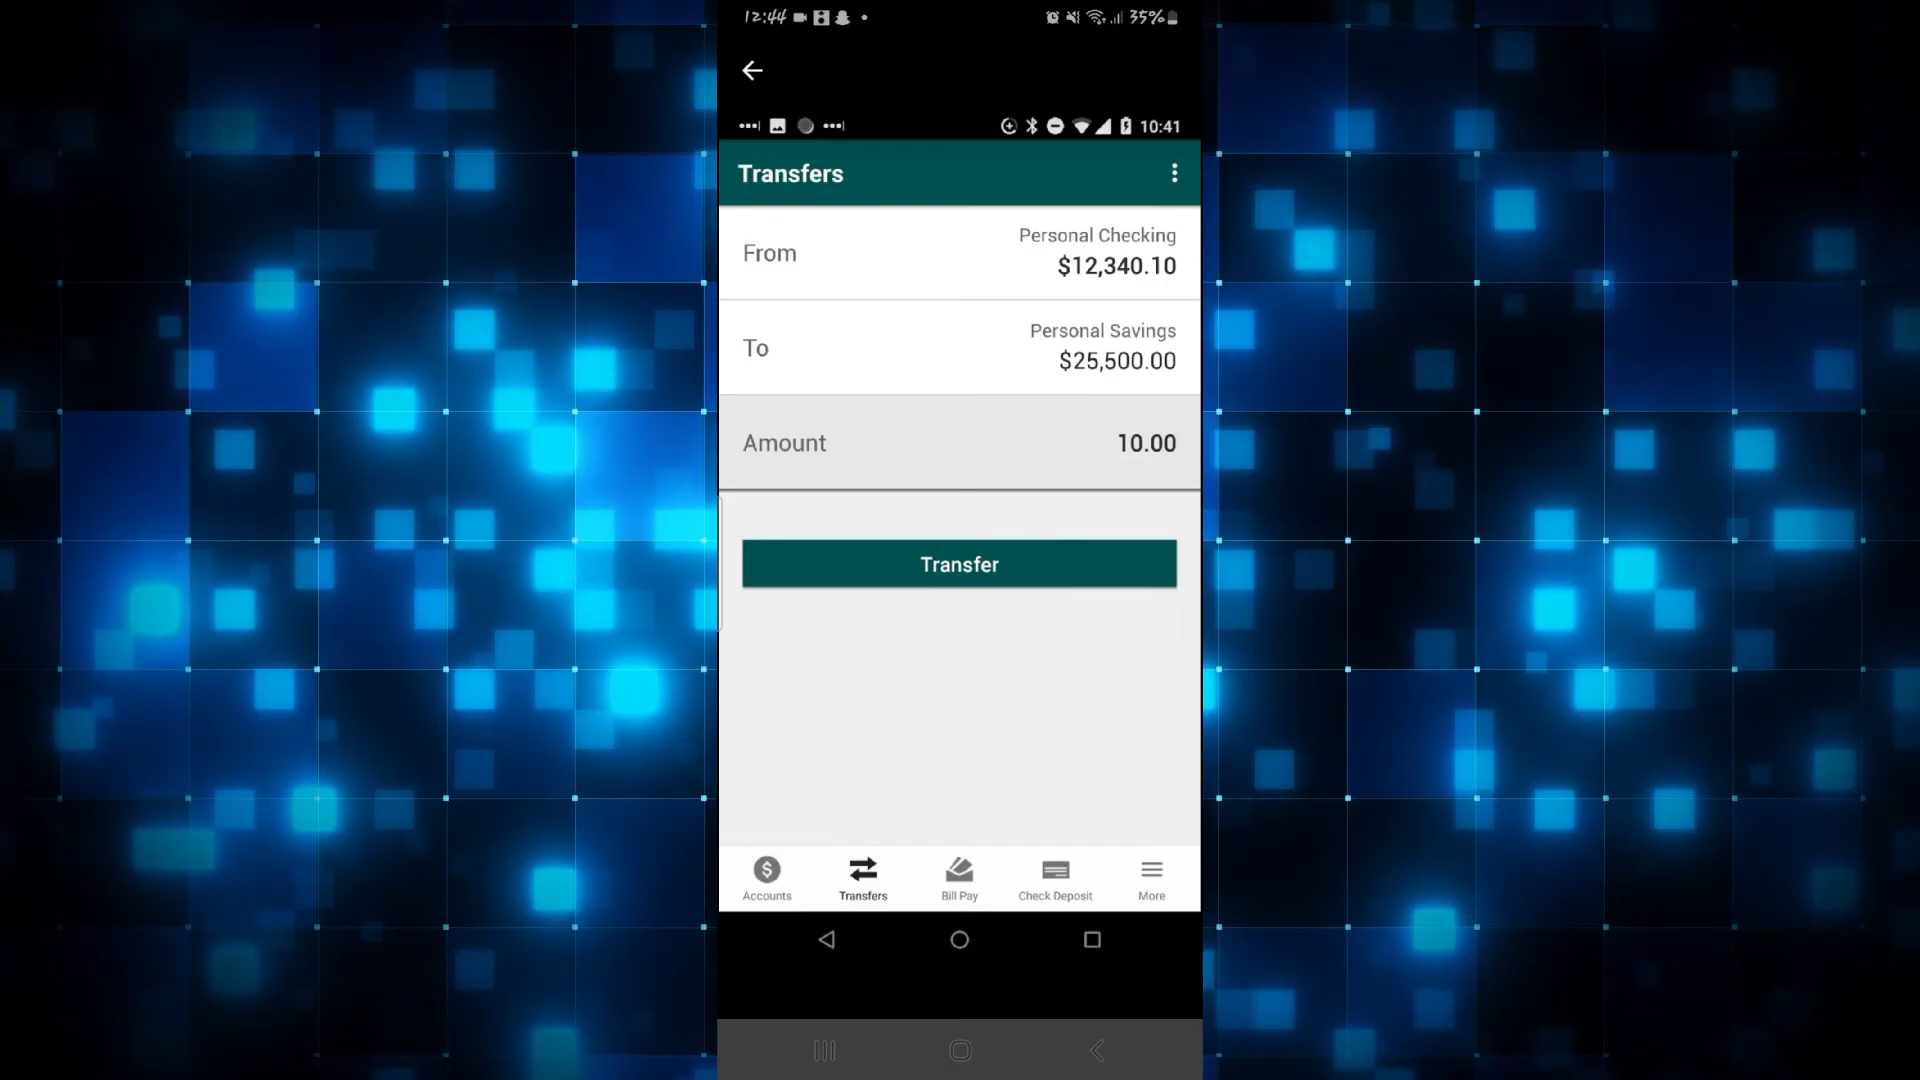 12:44
35%
10:41
Transfers
From
Personal Checking
$12,340.10
To
Personal Savings
$25,500.00
Amount
10.00
Transfer
Accounts
Transfers
Bill Pay
Check Deposit
More